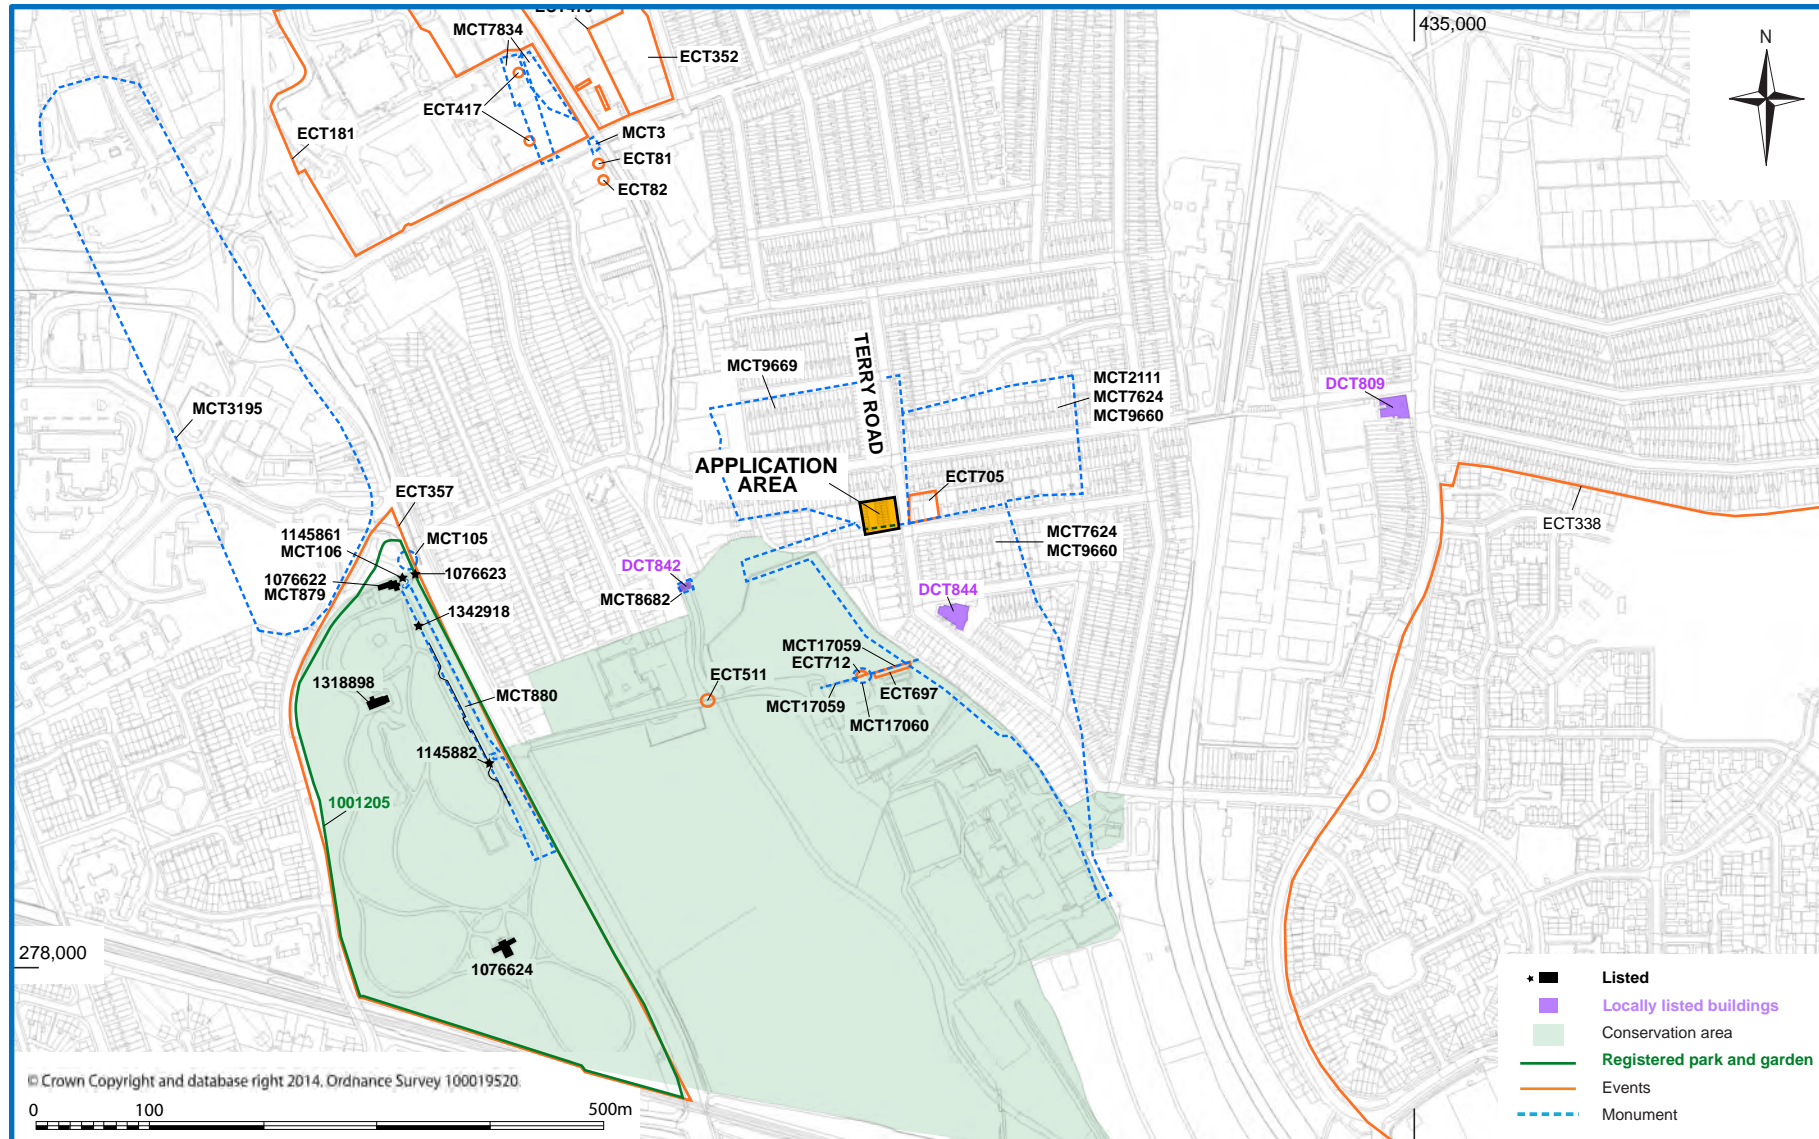 ECT479
435,000
MCT7834
N
ECT352
ECT417
ECT181
MCT3
ECT81
ECT82
TERRY ROAD
MCT9669
MCT2111
MCT7624
MCT9660
DCT809
MCT3195
APPLICATION
AREA
ECT705
ECT357
ECT338
1145861
MCT106
MCT105
MCT7624
MCT9660
1076622
MCT879
1076623
DCT842
MCT8682
DCT844
1342918
MCT17059
ECT712
ECT511
1318898
MCT880
ECT697
MCT17059
MCT17060
1145882
1001205
278,000
1076624
Listed
Locally listed buildings
Conservation area
Registered park and garden
Events
Monument
© Crown Copyright and database right 2014. Ordnance Survey 100019520.
0 100 500m